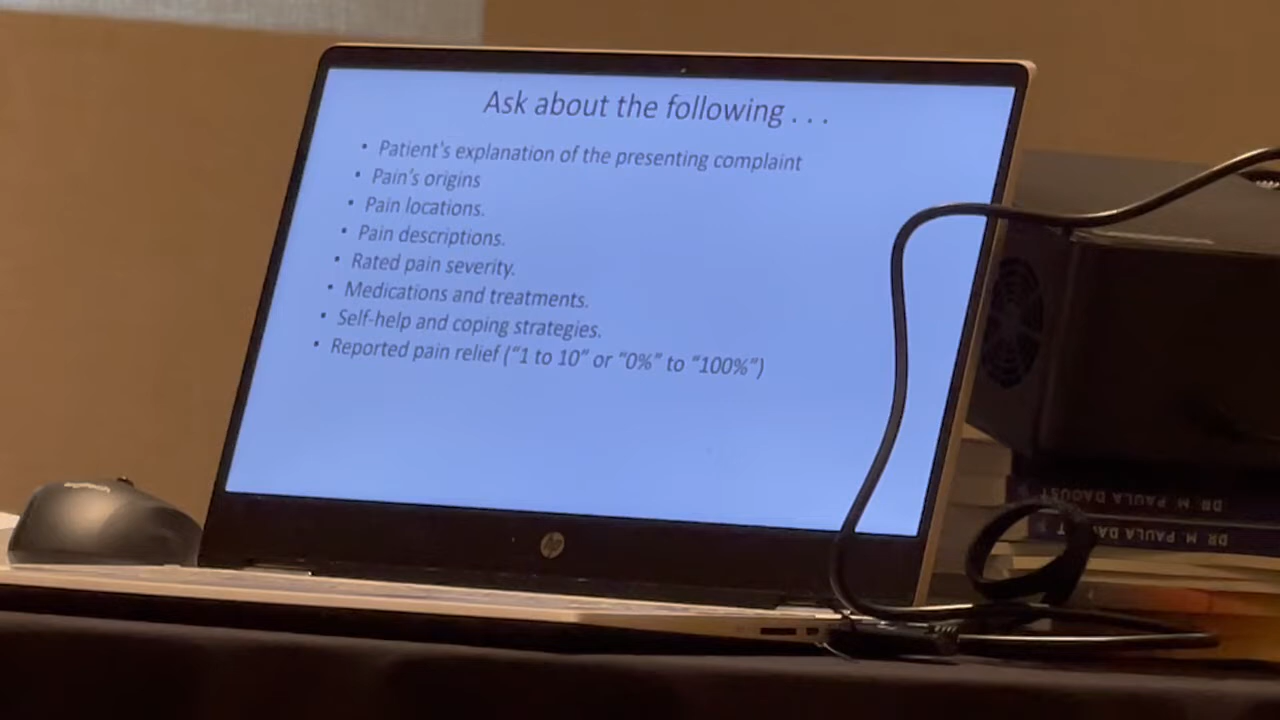 Ask about the following . . .
• Patient's explanation of the presenting complaint
• Pain's origins
• Pain locations.
• Pain descriptions.
• Rated pain severity.
• Medications and treatments.
• Self-help and coping strategies.
• Reported pain relief (“1 to 10” or “0%” to “100%”)
hp
DR. M. PAULA DAOUST
DR. M. PAULA